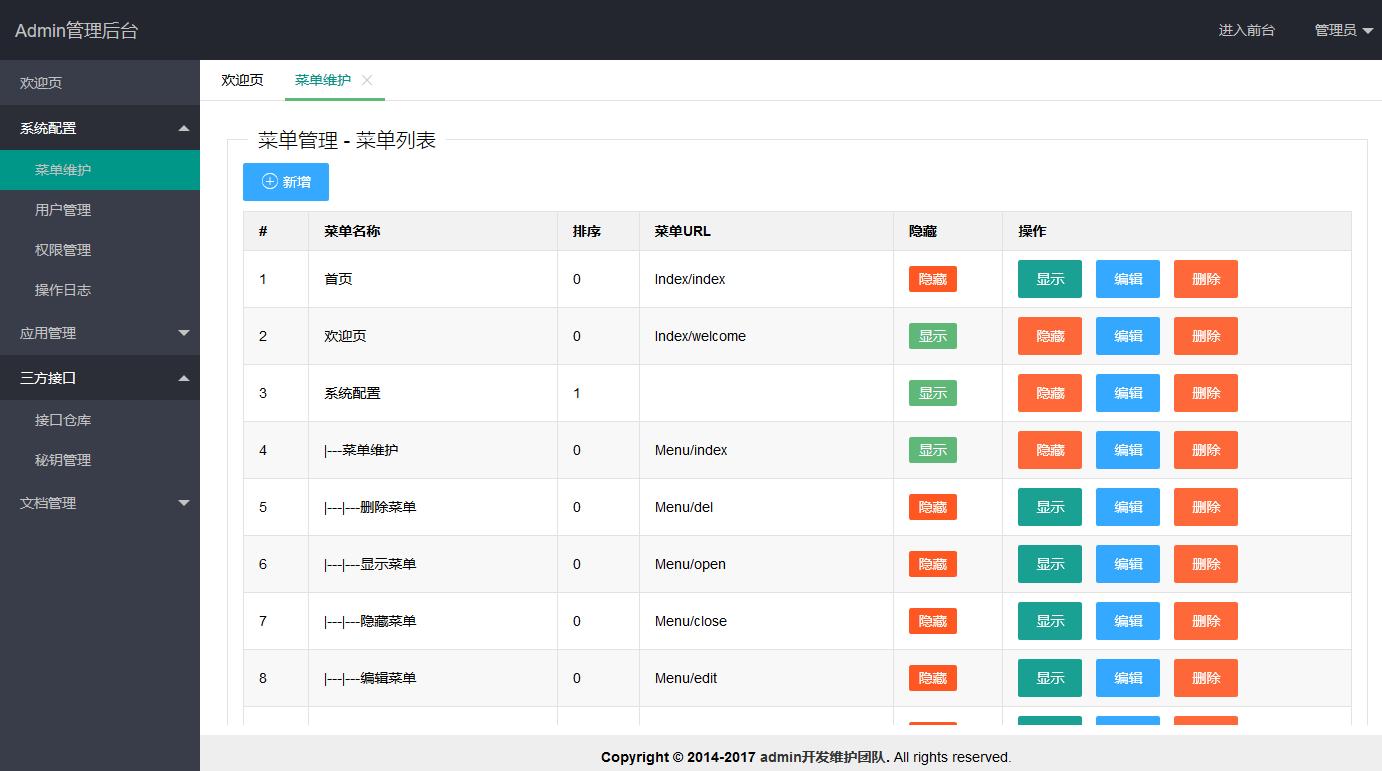 Admin管理后台 进入前台 管理员
欢迎页
系统配置
菜单维护
用户管理
权限管理
操作日志
应用管理
三方接口
接口仓库
秘钥管理
文档管理
欢迎页 菜单维护
菜单管理 - 菜单列表
新增
# 菜单名称 排序 菜单URL 隐藏 操作
1 首页 0 Index/index 隐藏 显示 编辑 删除
2 欢迎页 0 Index/welcome 显示 隐藏 编辑 删除
3 系统配置 1 显示 隐藏 编辑 删除
4 |---菜单维护 0 Menu/index 显示 隐藏 编辑 删除
5 |---|---删除菜单 0 Menu/del 隐藏 显示 编辑 删除
6 |---|---显示菜单 0 Menu/open 隐藏 显示 编辑 删除
7 |---|---隐藏菜单 0 Menu/close 隐藏 显示 编辑 删除
8 |---|---编辑菜单 0 Menu/edit 隐藏 显示 编辑 删除
Copyright © 2014-2017 admin开发维护团队. All rights reserved.